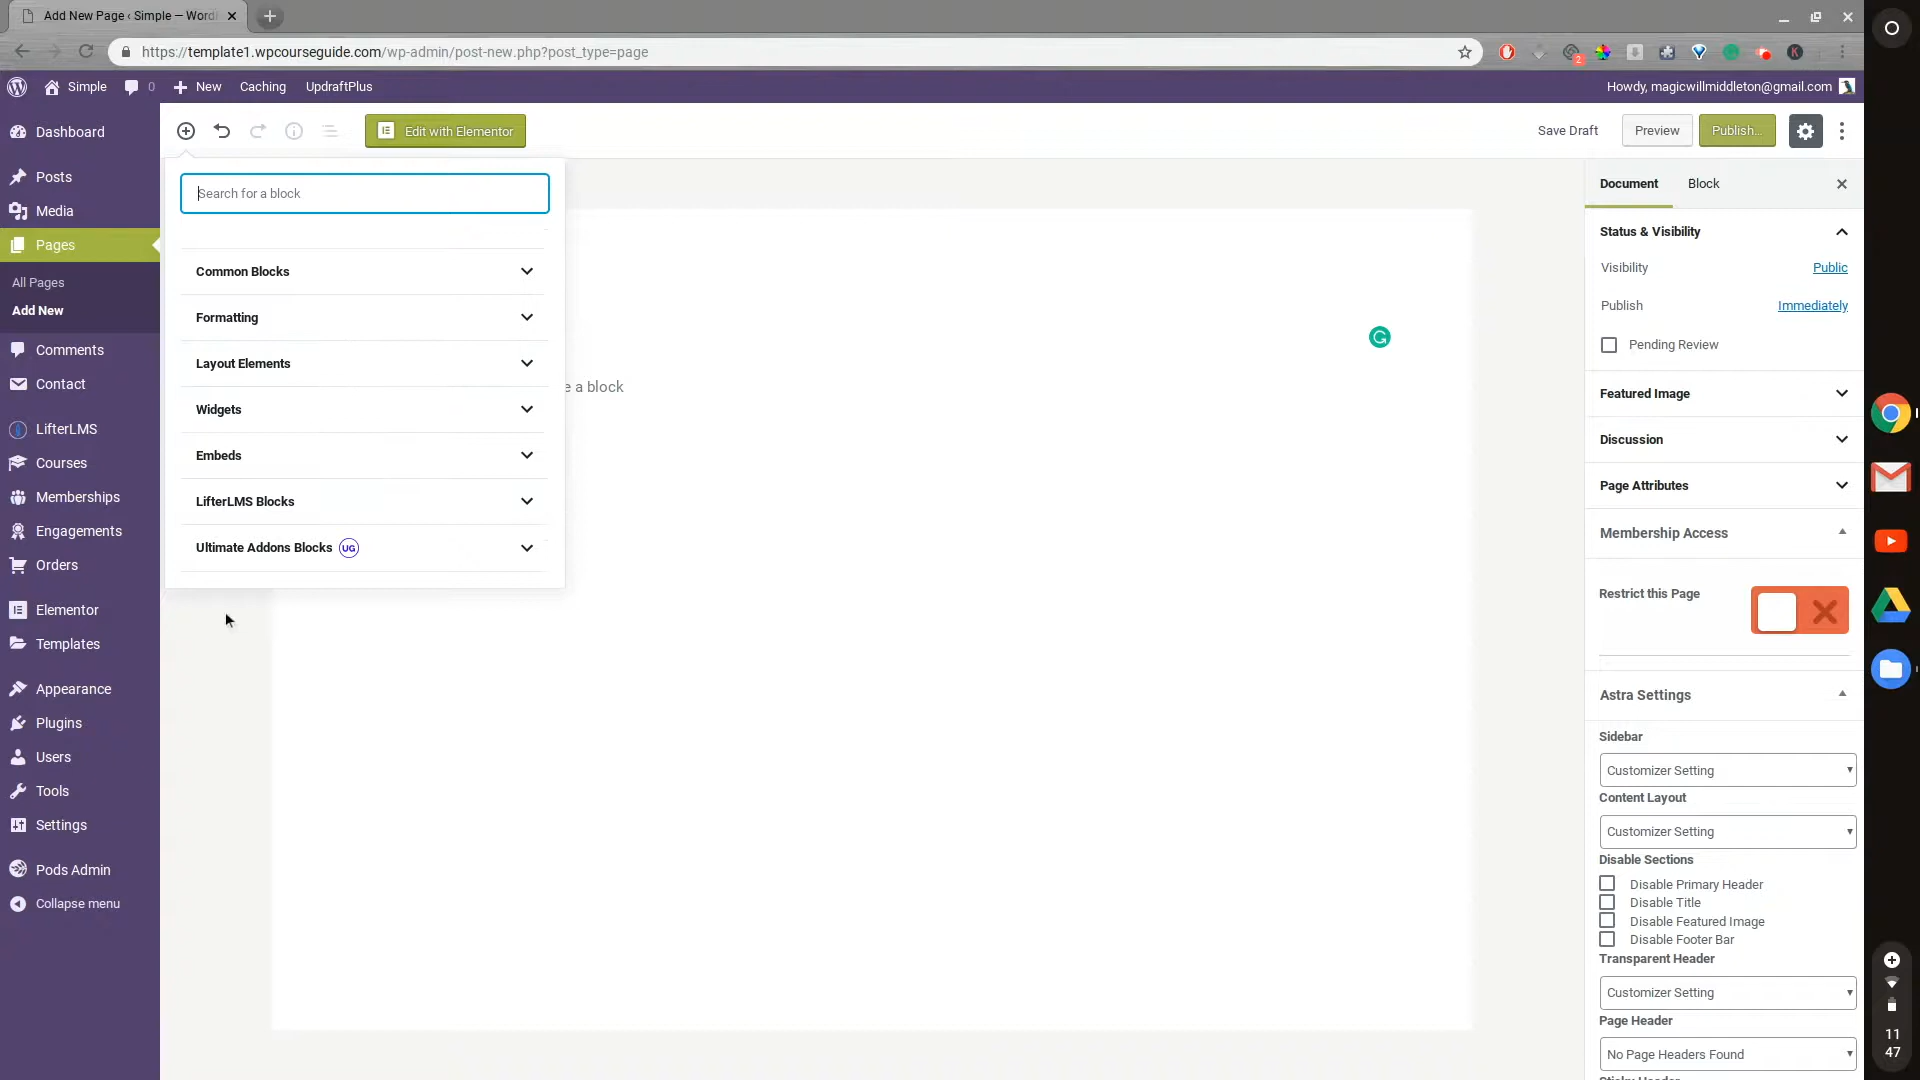 Add New Page ‹ Simple — Word
https://template1.wpcourseguide.com/wp-admin/post-new.php?post_type=page
2
K
Simple
0
New
Caching
UpdraftPlus
Howdy, magicwillmiddleton@gmail.com
Dashboard
Posts
Media
Pages
All Pages
Add New
Comments
Contact
LifterLMS
Courses
Memberships
Engagements
Orders
Elementor
Templates
Appearance
Plugins
Users
Tools
Settings
Pods Admin
Collapse menu
Edit with Elementor
Save Draft
Preview
Publish…
Search for a block
Common Blocks
Formatting
Layout Elements
Widgets
Embeds
LifterLMS Blocks
Ultimate Addons Blocks UG
e a block
Document
Block
Status & Visibility
Visibility
Public
Publish
Immediately
Pending Review
Featured Image
Discussion
Page Attributes
Membership Access
Restrict this Page
Astra Settings
Sidebar
Customizer Setting
Content Layout
Customizer Setting
Disable Sections
Disable Primary Header
Disable Title
Disable Featured Image
Disable Footer Bar
Transparent Header
Customizer Setting
Page Header
No Page Headers Found
11
47